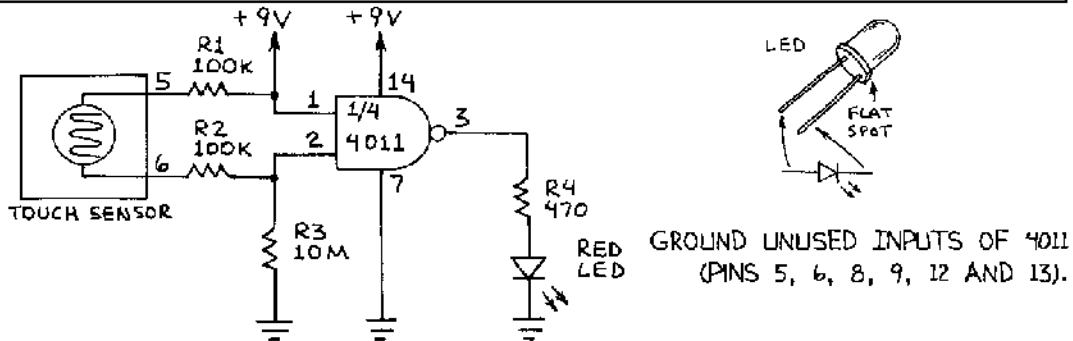 +9V
+9V
R1
100K
5
14
1
1/4
4011
3
2
R2
100K
6
7
TOUCH SENSOR
R3
10M
R4
470
RED
LED
LED
FLAT
SPOT
GROUND UNUSED INPUTS OF 4011
(PINS 5, 6, 8, 9, 12 AND 13).